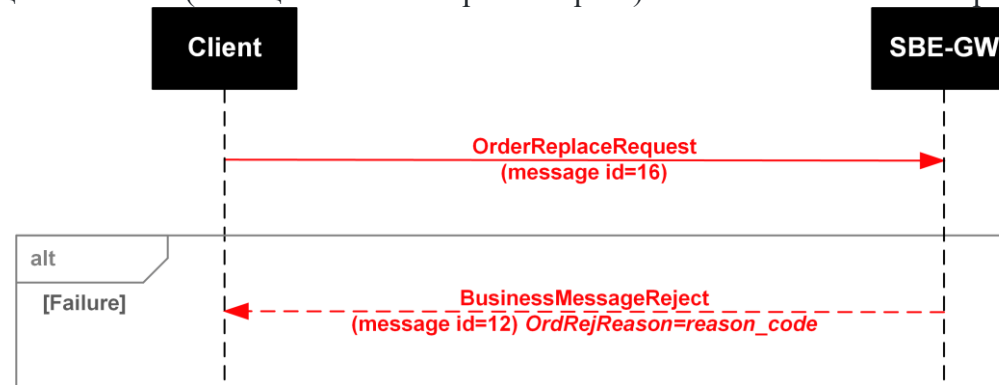 Client
SBE-GW
OrderReplaceRequest
(message id=16)
alt
[Failure]
BusinessMessageReject
(message id=12) OrdRejReason=reason_code